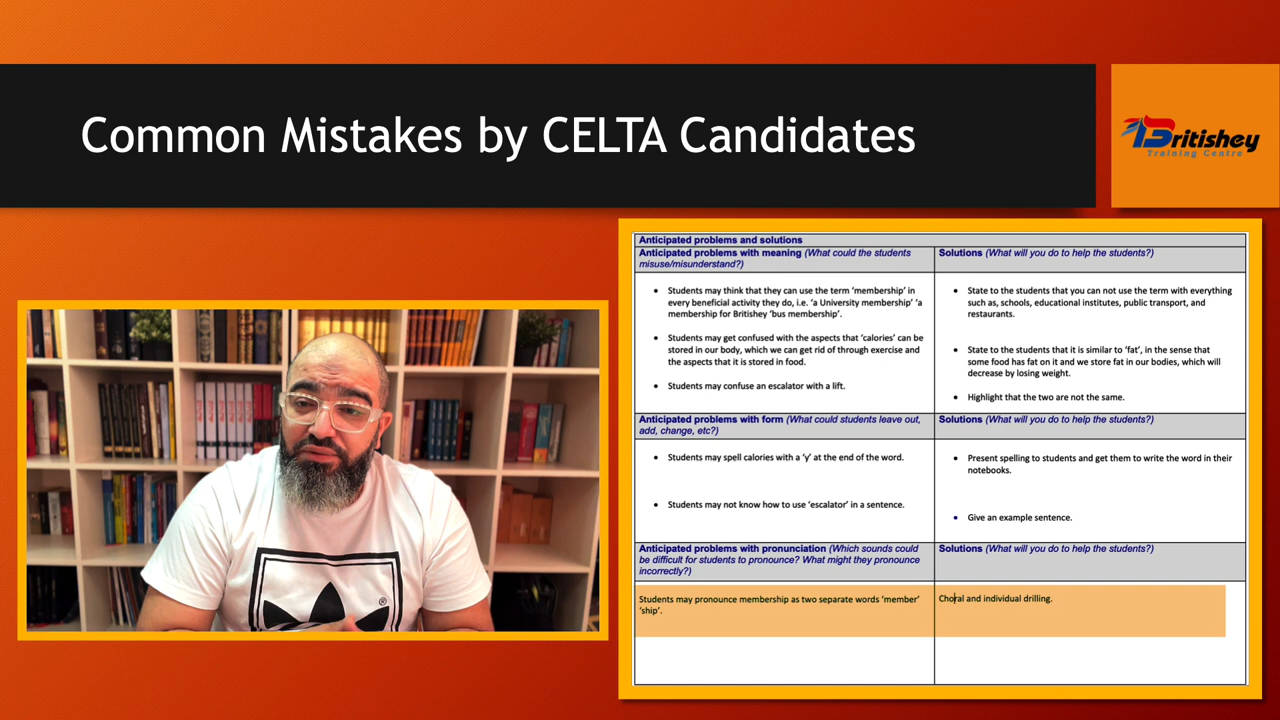 Common Mistakes by CELTA Candidates
Britishey
Training Centre
Anticipated problems and solutions
Anticipated problems with meaning (What could the students
misuse/misunderstand?)
Solutions (What will you do to help the students?)
• Students may think that they can use the term ‘membership’ in
every beneficial activity they do, i.e. ‘a University membership’ ‘a
membership for Britishey ‘bus membership’.
• Students may get confused with the aspects that ‘calories’ can be
stored in our body, which we can get rid of through exercise and
the aspects that it is stored in food.
• Students may confuse an escalator with a lift.
• State to the students that you can not use the term with everything
such as, schools, educational institutes, public transport, and
restaurants.
• State to the students that it is similar to ‘fat’, in the sense that
some food has fat on it and we store fat in our bodies, which will
decrease by losing weight.
• Highlight that the two are not the same.
Anticipated problems with form (What could students leave out,
add, change, etc?)
Solutions (What will you do to help the students?)
• Students may spell calories with a ‘y’ at the end of the word.
• Students may not know how to use ‘escalator’ in a sentence.
• Present spelling to students and get them to write the word in their
notebooks.
• Give an example sentence.
Anticipated problems with pronunciation (Which sounds could
be difficult for students to pronounce? What might they pronounce
incorrectly?)
Solutions (What will you do to help the students?)
Students may pronounce membership as two separate words ‘member’
‘ship’.
Choral and individual drilling.